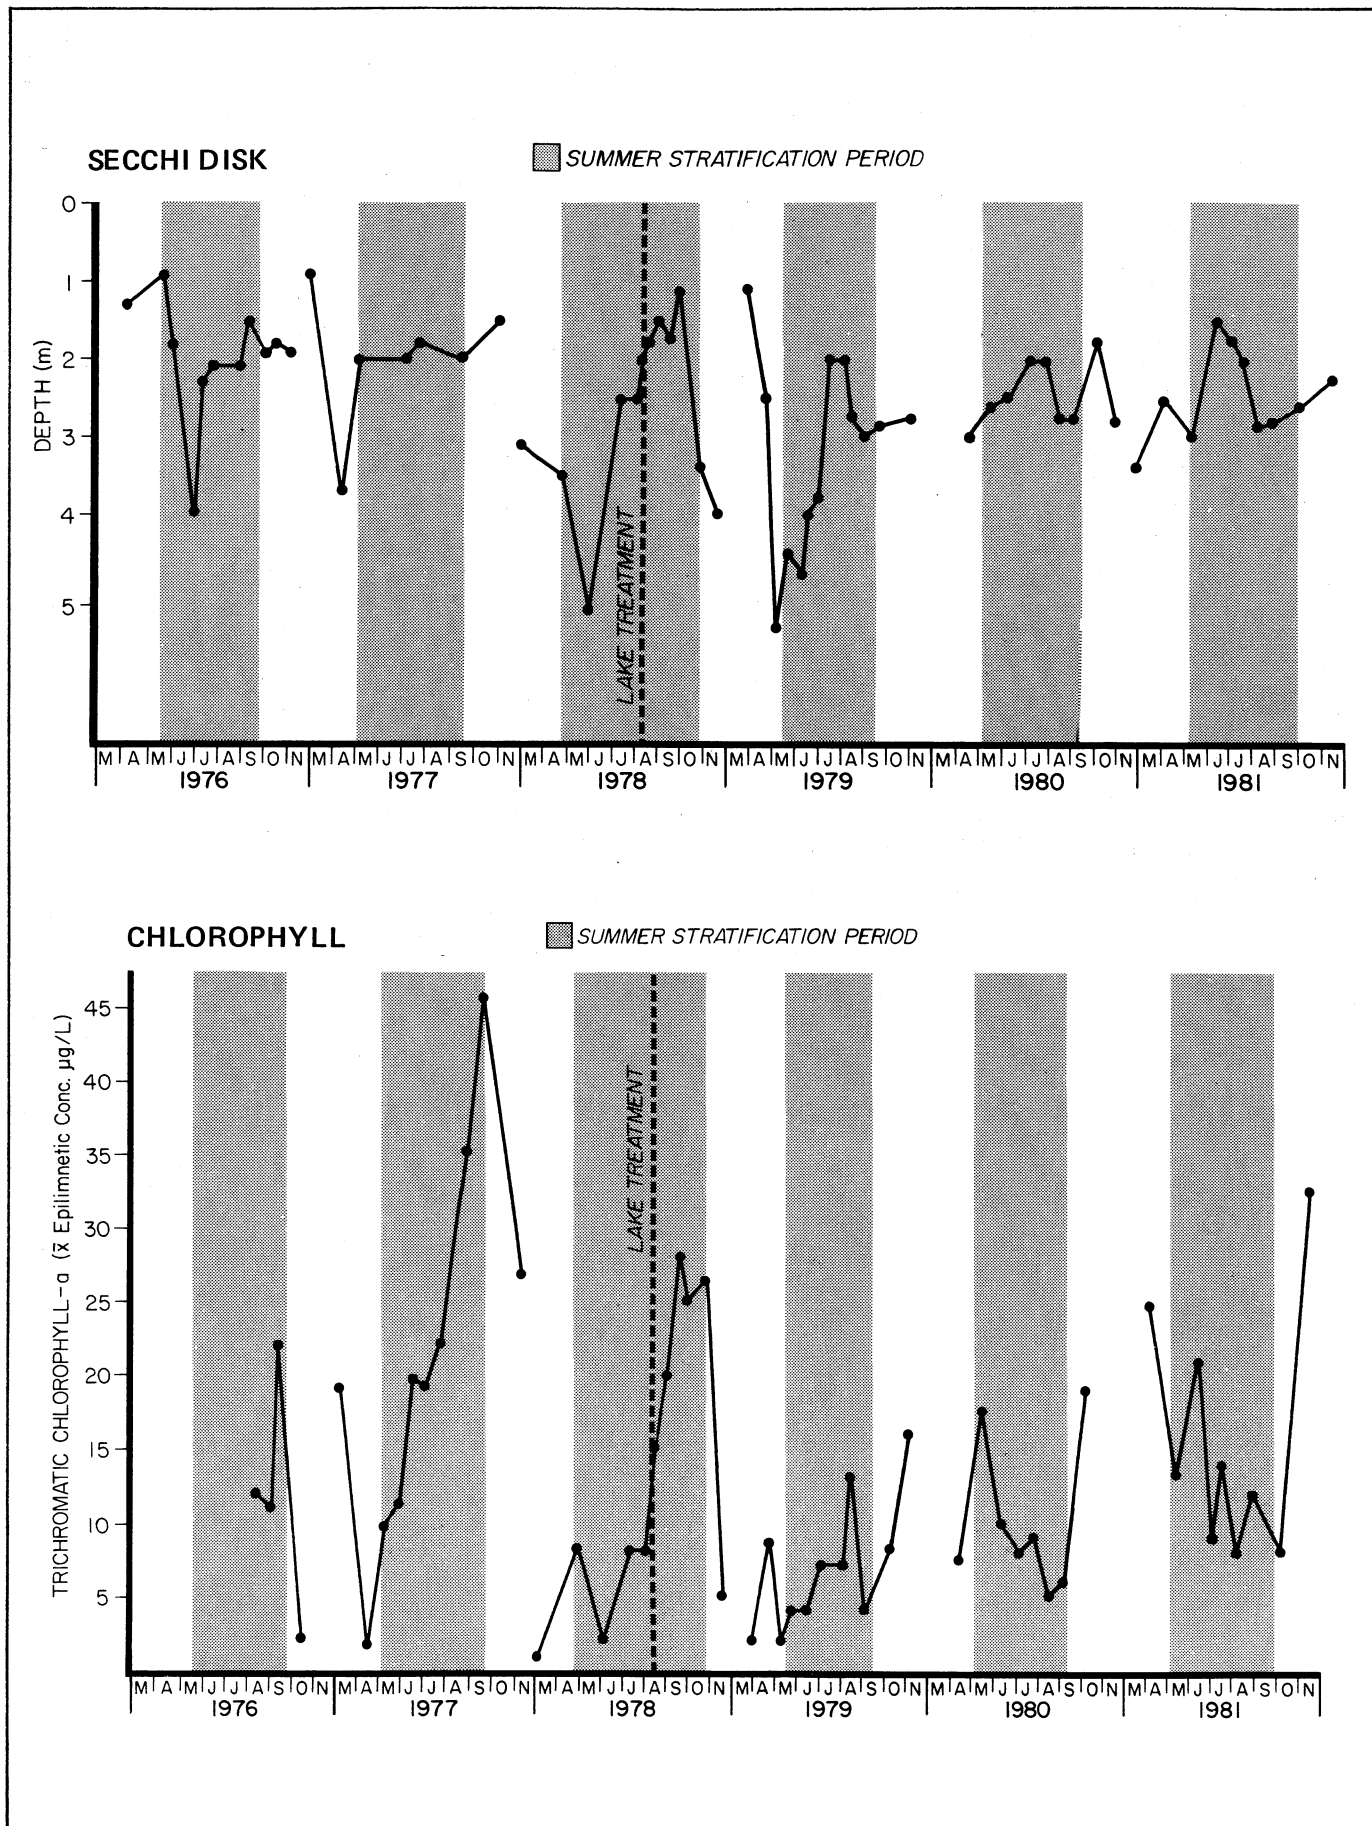 SECCHI DISK
SUMMER STRATIFICATION PERIOD
0
1
2
3
4
5
DEPTH (m)
LAKE TREATMENT
M A M J J A S O N M A M J J A S O N M A M J J A S O N M A M J J A S O N M A M J J A S O N M A M J J A S O N
1976 1977 1978 1979 1980 1981
CHLOROPHYLL
SUMMER STRATIFICATION PERIOD
45
40
35
30
25
20
15
10
5
TRICHROMATIC CHLOROPHYLL-a (x̄ Epilimnetic Conc. µg/L)
LAKE TREATMENT
M A M J J A S O N M A M J J A S O N M A M J J A S O N M A M J J A S O N M A M J J A S O N M A M J J A S O N
1976 1977 1978 1979 1980 1981